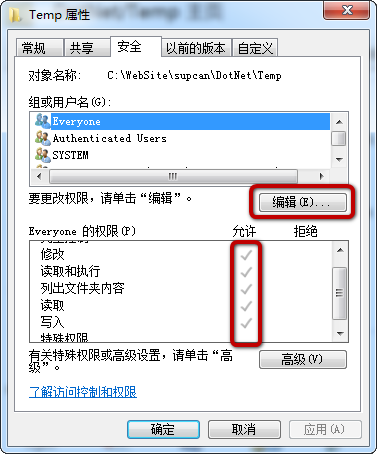 Temp 属性
常规
共享
安全
以前的版本
自定义
对象名称: C:\WebSite\supcan\DotNet\Temp
组或用户名(G):
Everyone
Authenticated Users
SYSTEM
要更改权限，请单击“编辑”。
编辑(E)...
Everyone 的权限(P)
允许
拒绝
修改
读取和执行
列出文件夹内容
读取
写入
特殊权限
有关特殊权限或高级设置，请单击“高
级”。
高级(V)
了解访问控制和权限
确定
取消
应用(A)